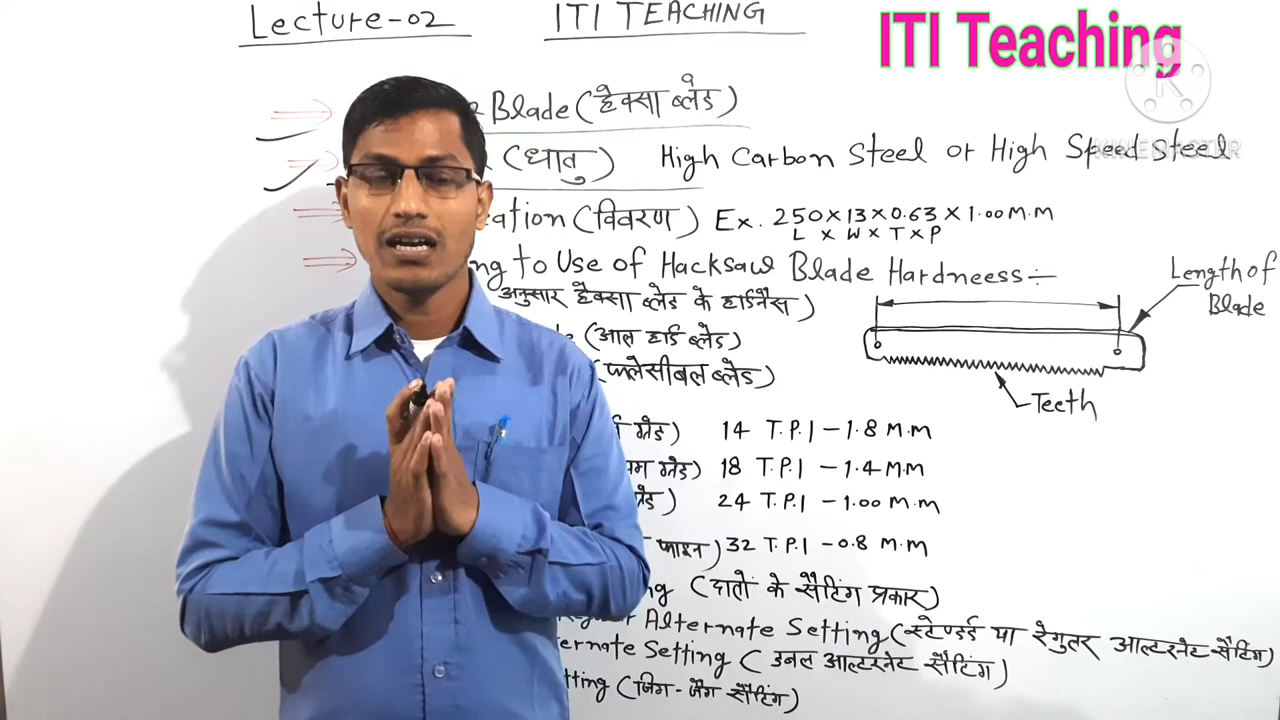 Lecture-02 ITI TEACHING
ITI Teaching
Blade (हैक्सा ब्लेड)
(धातु) High Carbon Steel or High Speed Steel
ation (विवरण) Ex. 250 x 13 x 0.63 x 1.00 M.M
L x W x T x P
ng to Use of Hacksaw Blade Hardneess:-
अनुसार हैक्सा ब्लेड के हार्डनैस)
Length of
Blade
(आल हार्ड ब्लेड)
(फ्लेसीबल ब्लेड)
Teeth
ग्रेड) 14 T.P.I - 1.8 M.M
ग्रेड) 18 T.P.I - 1.4 M.M
ग्रेड) 24 T.P.I - 1.00 M.M
फाइन) 32 T.P.I - 0.8 M.M
ng (दातों के सैटिंग प्रकार)
Alternate Setting (स्टेण्डर्ड या रेगुलर आल्टरनेट सैटिंग)
ternate Setting (डबल आल्टरनेट सैटिंग)
tting (जिग-जैग सैटिंग)